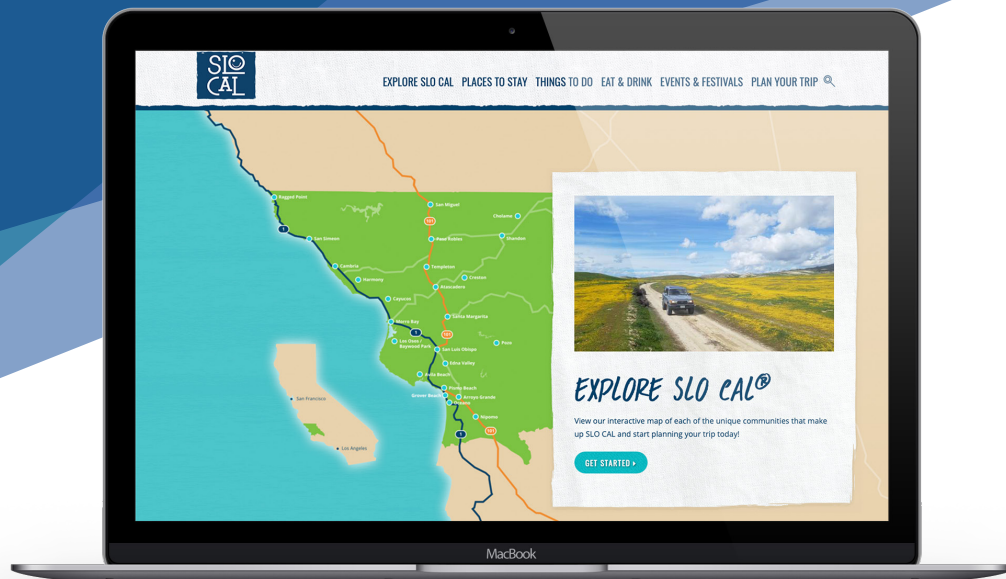 SLO
CAL
EXPLORE SLO CAL PLACES TO STAY THINGS TO DO EAT & DRINK EVENTS & FESTIVALS PLAN YOUR TRIP
Ragged Point
San Miguel
Cholame
101
1
San Simeon
Paso Robles
Shandon
Cambria
Templeton
Harmony
Creston
Atascadero
Cayucos
Santa Margarita
Morro Bay
1
101
Los Osos /
Baywood Park
Pozo
San Luis Obispo
Edna Valley
Avila Beach
Pismo Beach
Grover Beach
Arroyo Grande
Oceano
Nipomo
1
101
San Francisco
Los Angeles
EXPLORE SLO CAL®
View our interactive map of each of the unique communities that make
up SLO CAL and start planning your trip today!
GET STARTED ›
MacBook